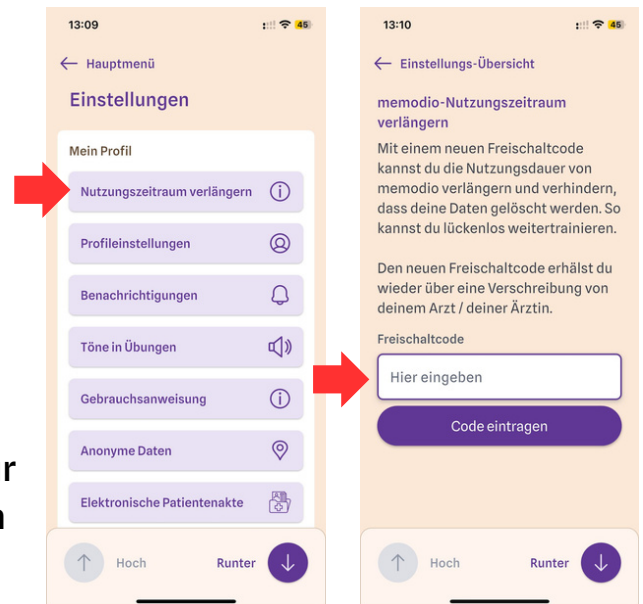 13:09
45
Hauptmenü
Einstellungen
Mein Profil
Nutzungszeitraum verlängern
Profileinstellungen
Benachrichtigungen
Töne in Übungen
Gebrauchsanweisung
Anonyme Daten
Elektronische Patientenakte
Hoch
Runter
13:10
45
Einstellungs-Übersicht
memodio-Nutzungszeitraum
verlängern
Mit einem neuen Freischaltcode
kannst du die Nutzungsdauer von
memodio verlängern und verhindern,
dass deine Daten gelöscht werden. So
kannst du lückenlos weitertrainieren.
Den neuen Freischaltcode erhälst du
wieder über eine Verschreibung von
deinem Arzt / deiner Ärztin.
Freischaltcode
Hier eingeben
Code eintragen
Hoch
Runter